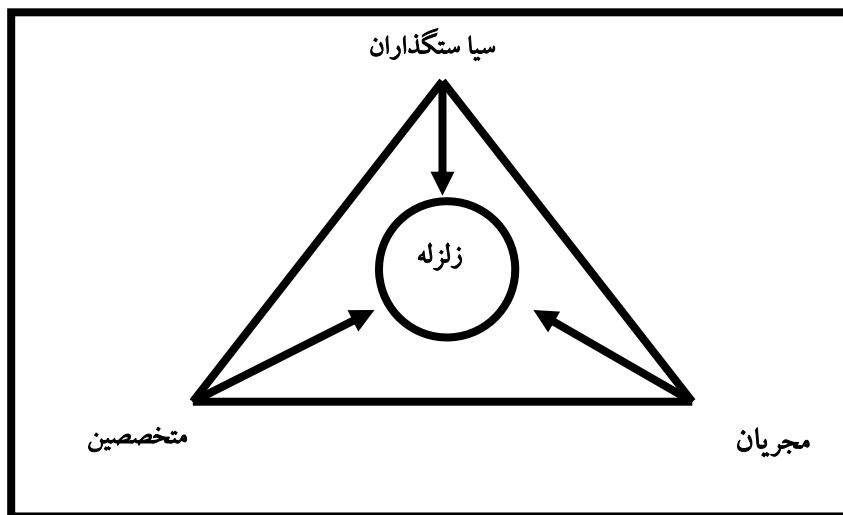 سیا ستگذاران
زلزله
مجریان
متخصصین